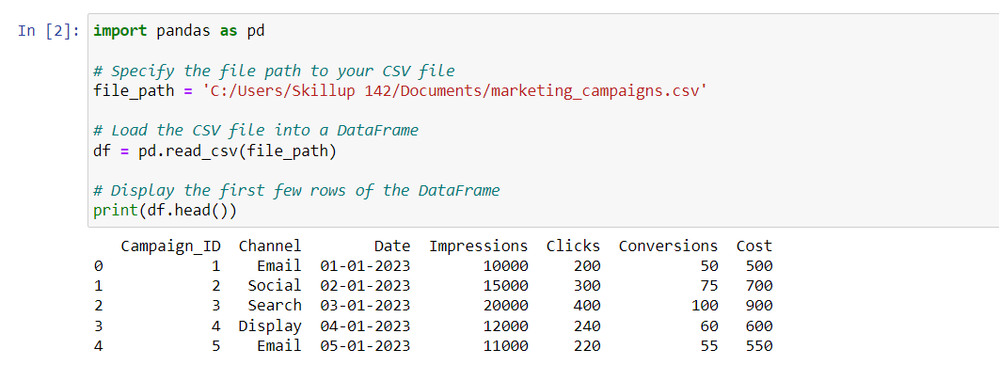 In [2]: import pandas as pd
# Specify the file path to your CSV file
file_path = 'C:/Users/Skillup 142/Documents/marketing_campaigns.csv'
# Load the CSV file into a DataFrame
df = pd.read_csv(file_path)
# Display the first few rows of the DataFrame
print(df.head())
Campaign_ID Channel Date Impressions Clicks Conversions Cost
0 1 Email 01-01-2023 10000 200 50 500
1 2 Social 02-01-2023 15000 300 75 700
2 3 Search 03-01-2023 20000 400 100 900
3 4 Display 04-01-2023 12000 240 60 600
4 5 Email 05-01-2023 11000 220 55 550